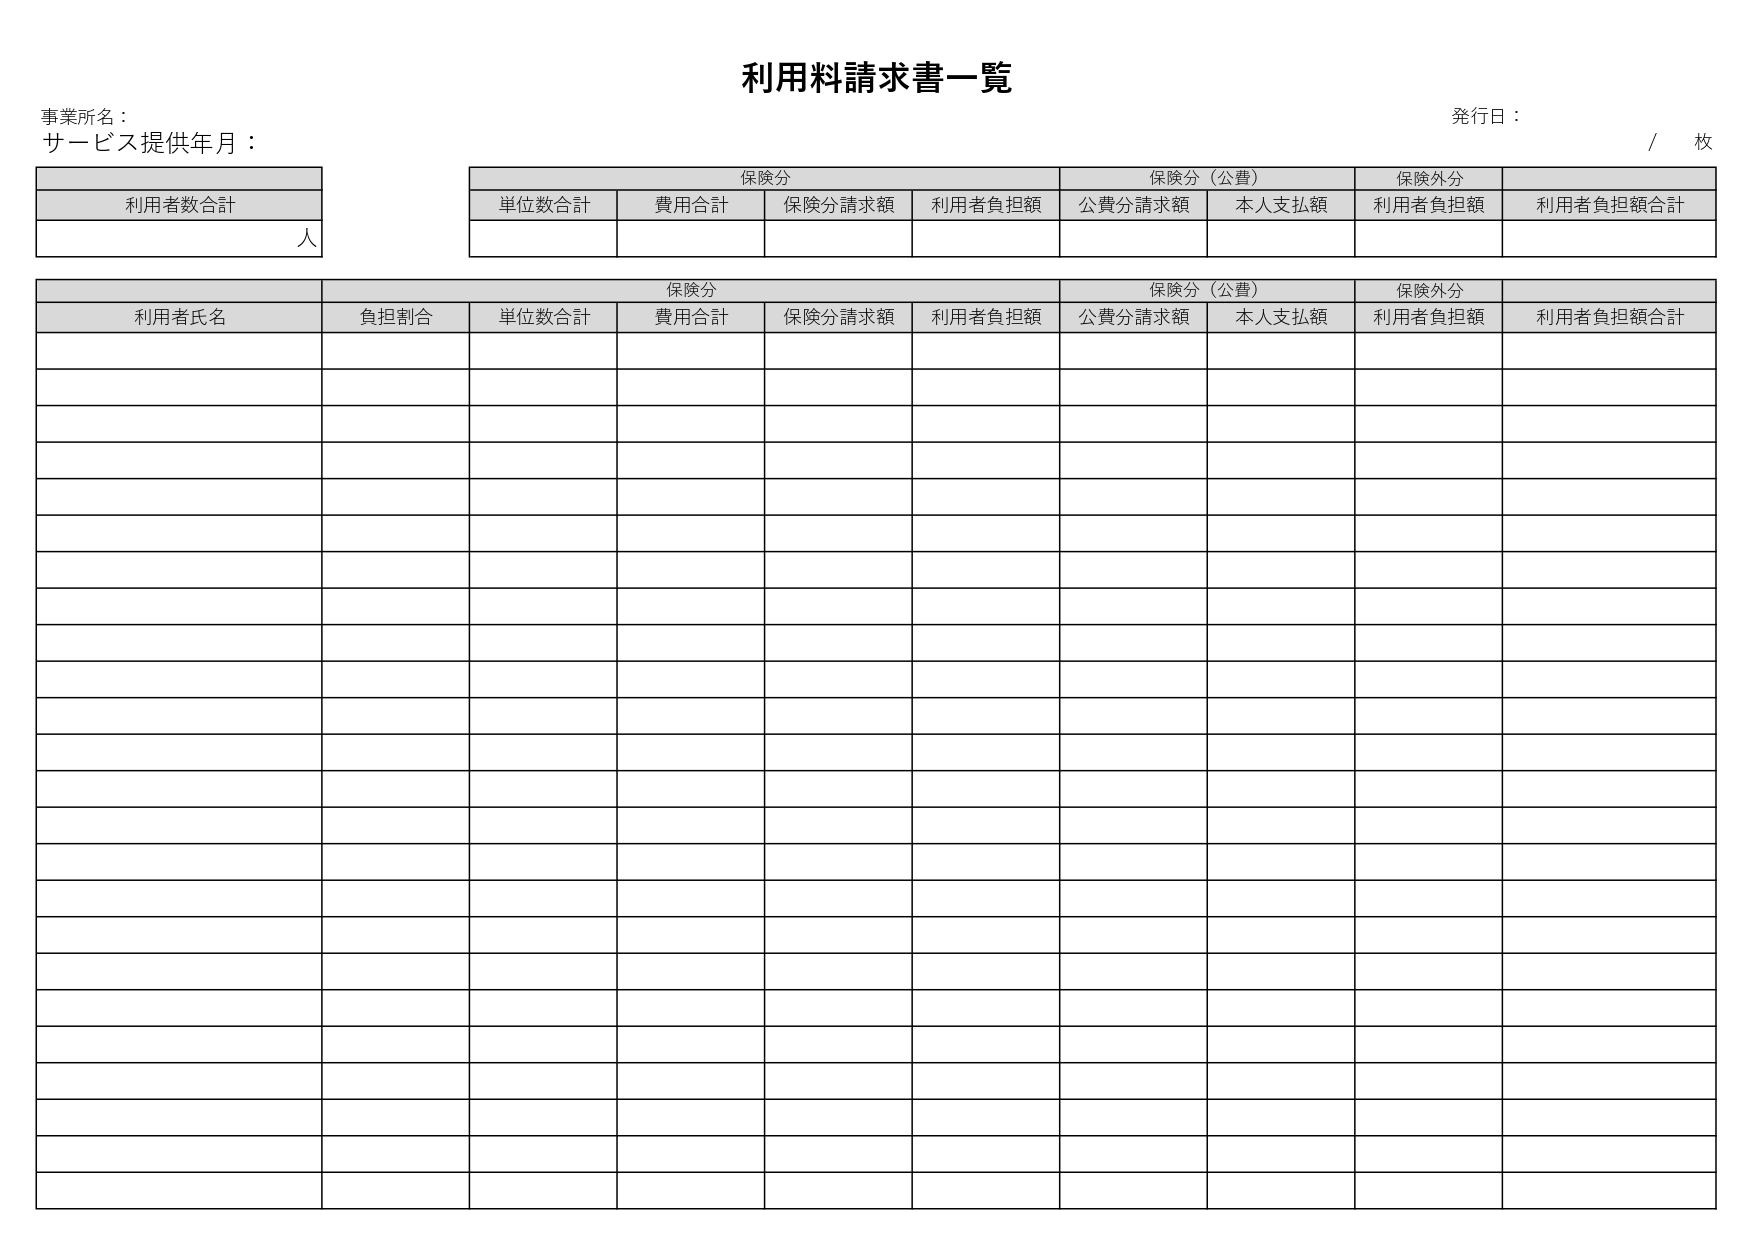 利用料請求書一覧
事業所名： 発行日：
サービス提供年月： / 枚
保険分 保険分（公費） 保険外分
利用者数合計 単位数合計 費用合計 保険分請求額 利用者負担額 公費分請求額 本人支払額 利用者負担額 利用者負担額合計
人
保険分 保険分（公費） 保険外分
利用者氏名 負担割合 単位数合計 費用合計 保険分請求額 利用者負担額 公費分請求額 本人支払額 利用者負担額 利用者負担額合計